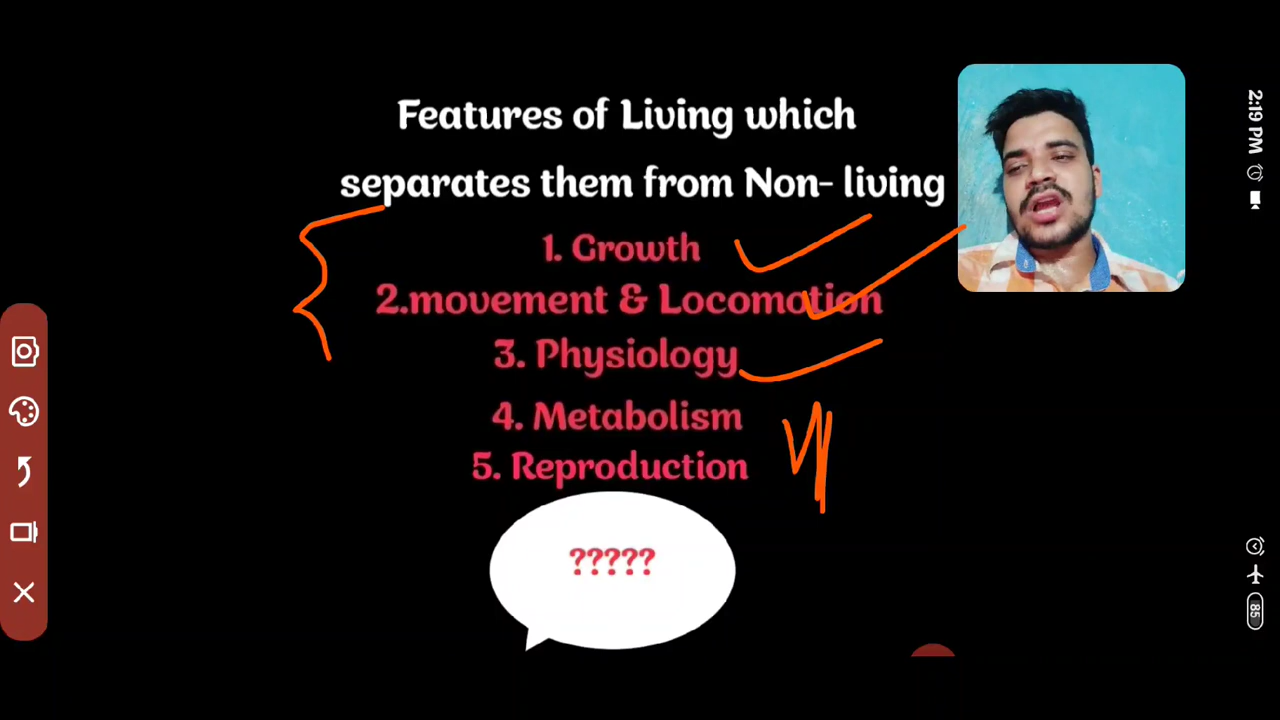 Features of Living which
separates them from Non- living
1. Growth
2.movement & Locomotion
3. Physiology
4. Metabolism
5. Reproduction
?????
2:19 PM
85